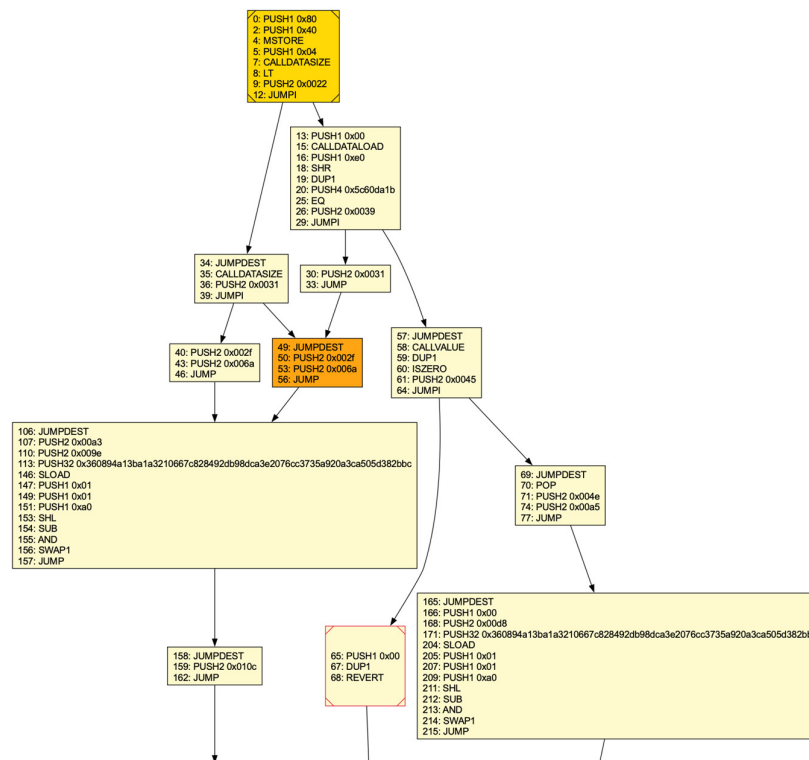 0: PUSH1 0x80
2: PUSH1 0x40
4: MSTORE
5: PUSH1 0x04
7: CALLDATASIZE
8: LT
9: PUSH2 0x0022
12: JUMPI
13: PUSH1 0x00
15: CALLDATALOAD
16: PUSH1 0xe0
18: SHR
19: DUP1
20: PUSH4 0x5c60da1b
25: EQ
26: PUSH2 0x0039
29: JUMPI
34: JUMPDEST
35: CALLDATASIZE
36: PUSH2 0x0031
39: JUMPI
30: PUSH2 0x0031
33: JUMP
40: PUSH2 0x002f
43: PUSH2 0x006a
46: JUMP
49: JUMPDEST
50: PUSH2 0x002f
53: PUSH2 0x006a
56: JUMP
57: JUMPDEST
58: CALLVALUE
59: DUP1
60: ISZERO
61: PUSH2 0x0045
64: JUMPI
106: JUMPDEST
107: PUSH2 0x00a3
110: PUSH2 0x009e
113: PUSH32 0x360894a13ba1a3210667c828492db98dca3e2076cc3735a920a3ca505d382bbc
146: SLOAD
147: PUSH1 0x01
149: PUSH1 0x01
151: PUSH1 0xa0
153: SHL
154: SUB
155: AND
156: SWAP1
157: JUMP
69: JUMPDEST
70: POP
71: PUSH2 0x004e
74: PUSH2 0x00a5
77: JUMP
158: JUMPDEST
159: PUSH2 0x010c
162: JUMP
65: PUSH1 0x00
67: DUP1
68: REVERT
165: JUMPDEST
166: PUSH1 0x00
168: PUSH2 0x00d8
171: PUSH32 0x360894a13ba1a3210667c828492db98dca3e2076cc3735a920a3ca505d382bb
204: SLOAD
205: PUSH1 0x01
207: PUSH1 0x01
209: PUSH1 0xa0
211: SHL
212: SUB
213: AND
214: SWAP1
215: JUMP